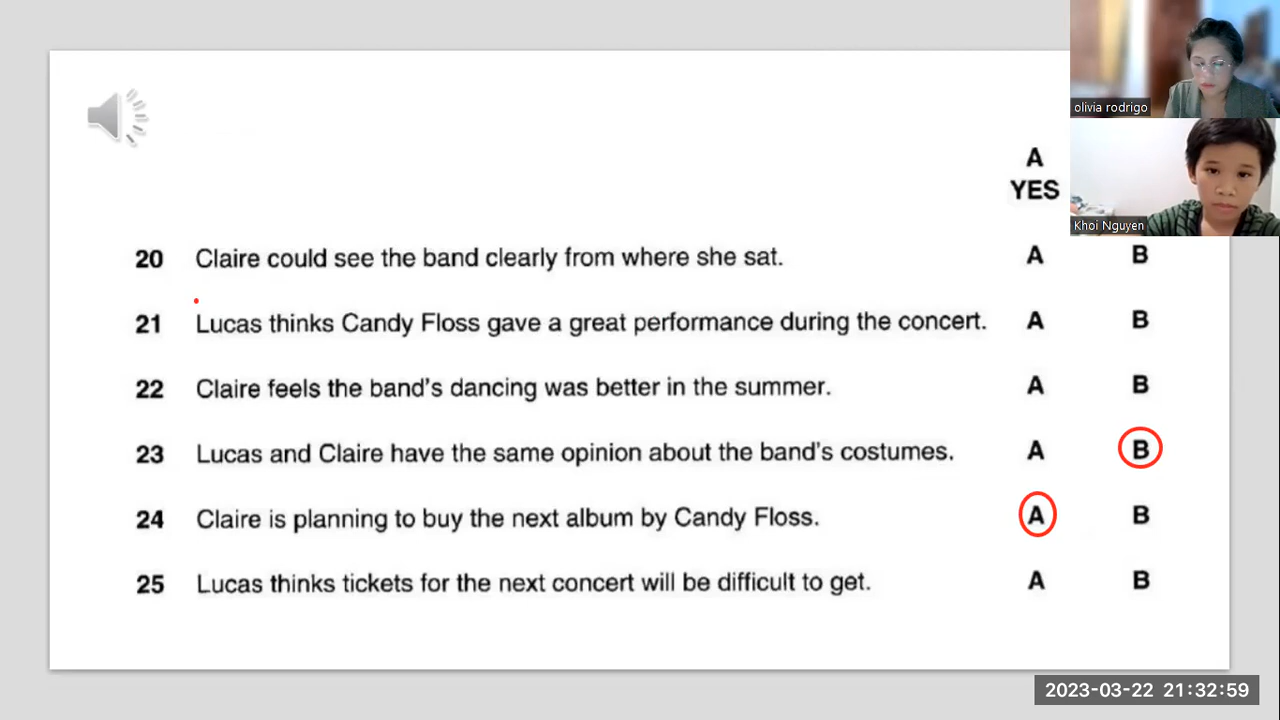 olivia rodrigo
A
YES
Khoi Nguyen
20 Claire could see the band clearly from where she sat. A B
21 Lucas thinks Candy Floss gave a great performance during the concert. A B
22 Claire feels the band's dancing was better in the summer. A B
23 Lucas and Claire have the same opinion about the band's costumes. A B
24 Claire is planning to buy the next album by Candy Floss. A B
25 Lucas thinks tickets for the next concert will be difficult to get. A B
2023-03-22 21:32:59